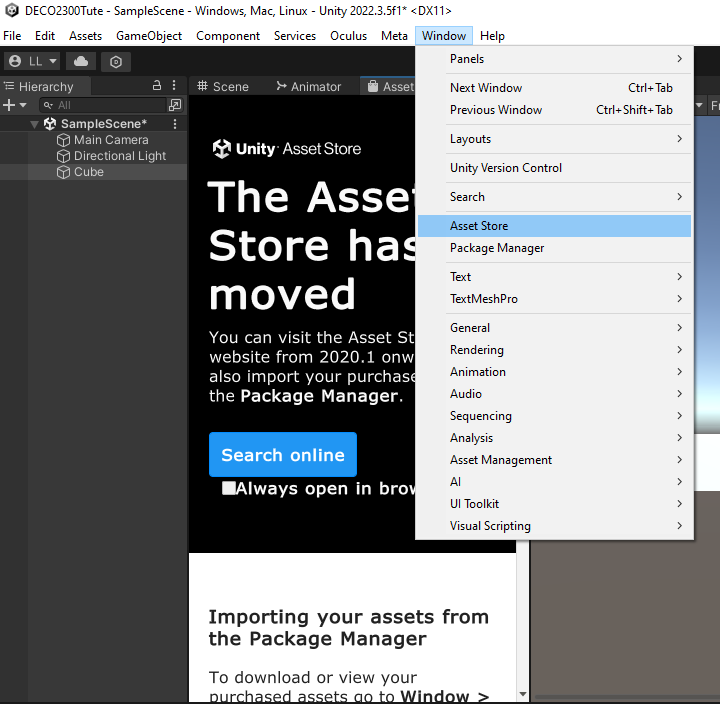 DECO2300Tute - SampleScene - Windows, Mac, Linux - Unity 2022.3.5f1* <DX11>
File Edit Assets GameObject Component Services Oculus Meta Window Help
LL
Hierarchy
All
SampleScene*
Main Camera
Directional Light
Cube
Scene Animator Asset
Unity Asset Store
The Asse
Store has
moved
You can visit the Asset St
website from 2020.1 onw
also import your purchase
the Package Manager.
Search online
Always open in brow
Importing your assets from
the Package Manager
To download or view your
purchased assets go to Window >
Panels
Next Window Ctrl+Tab
Previous Window Ctrl+Shift+Tab
Layouts
Unity Version Control
Search
Asset Store
Package Manager
Text
TextMeshPro
General
Rendering
Animation
Audio
Sequencing
Analysis
Asset Management
AI
UI Toolkit
Visual Scripting
Fr